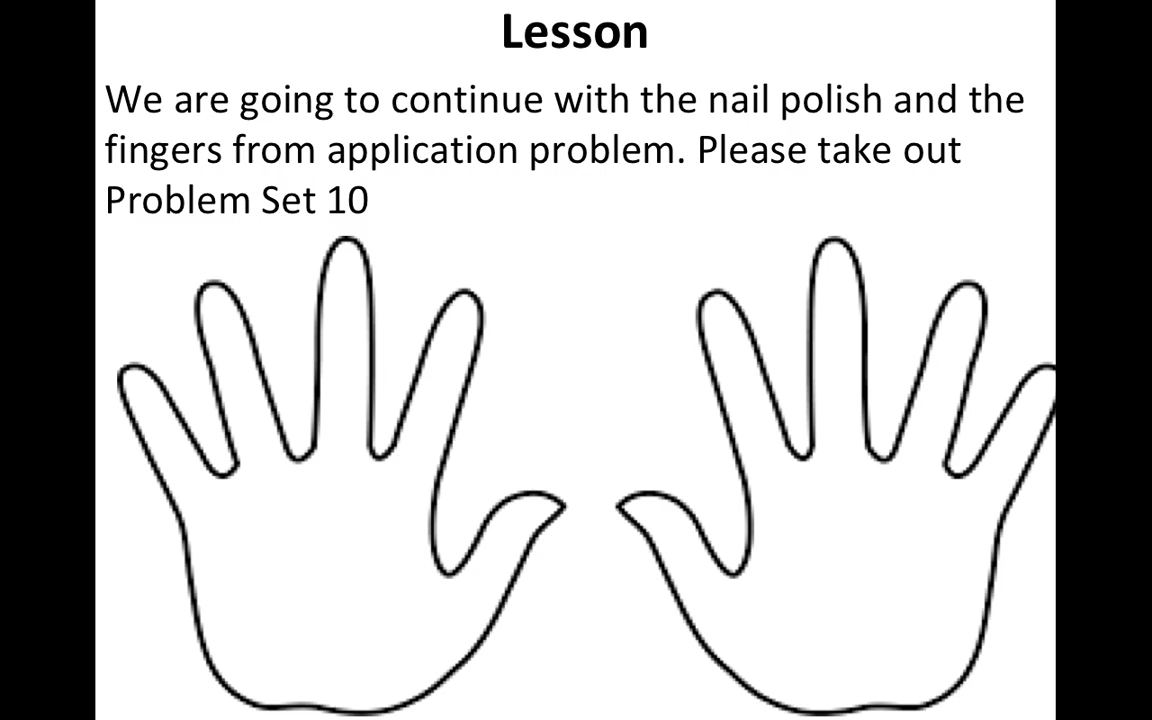 Lesson
We are going to continue with the nail polish and the
fingers from application problem. Please take out
Problem Set 10